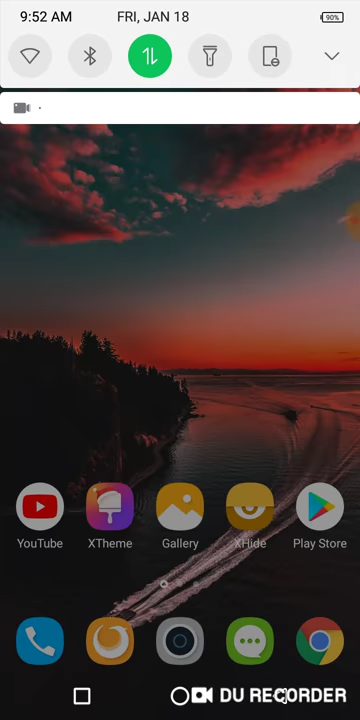 9:52 AM FRI, JAN 18 90%
YouTube XTheme Gallery XHide Play Store
DU RECORDER